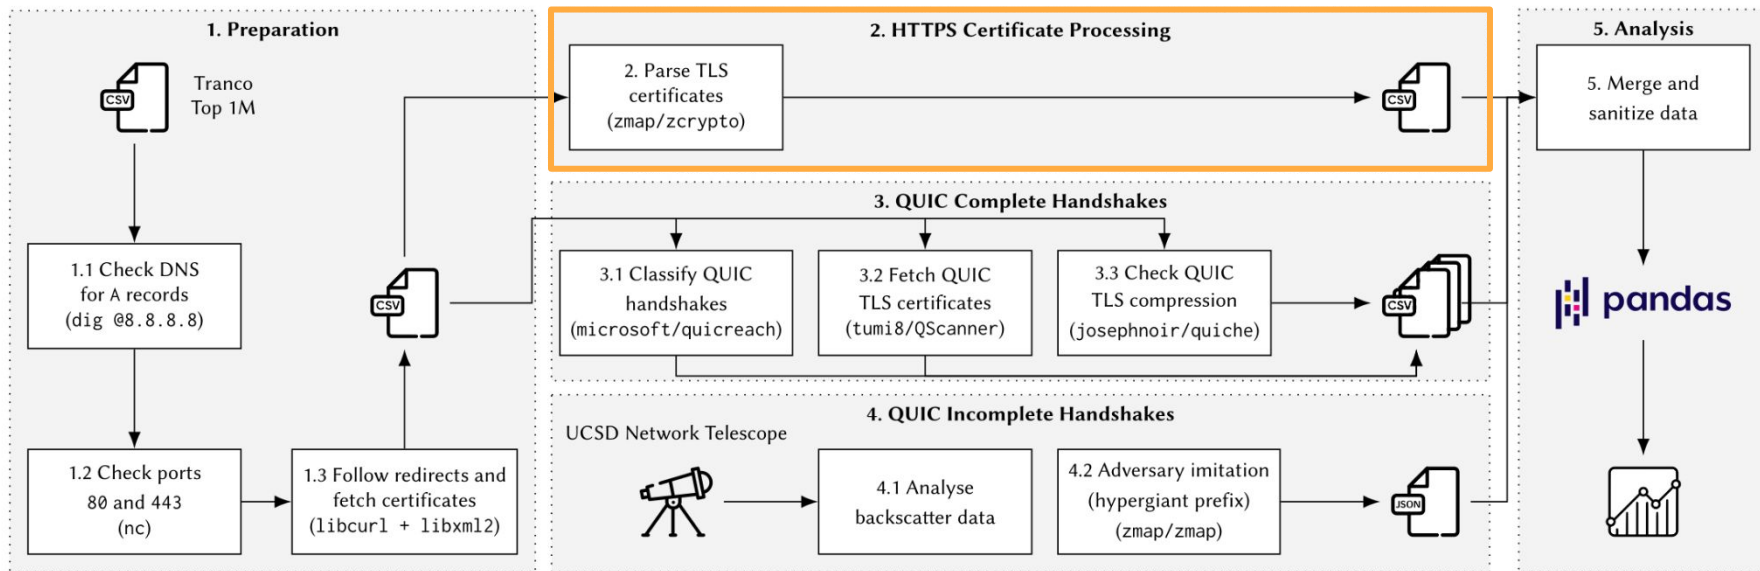 1. Preparation
CSV
Tranco
Top 1M
1.1 Check DNS
for A records
(dig @8.8.8.8)
1.2 Check ports
80 and 443
(nc)
1.3 Follow redirects and
fetch certificates
(libcurl + libxml2)
CSV
2. HTTPS Certificate Processing
2. Parse TLS
certificates
(zmap/zcrypto)
CSV
3. QUIC Complete Handshakes
3.1 Classify QUIC
handshakes
(microsoft/quicreach)
3.2 Fetch QUIC
TLS certificates
(tumi8/QScanner)
3.3 Check QUIC
TLS compression
(josephnoir/quiche)
CSV
4. QUIC Incomplete Handshakes
UCSD Network Telescope
4.1 Analyse
backscatter data
4.2 Adversary imitation
(hypergiant prefix)
(zmap/zmap)
JSON
5. Analysis
5. Merge and
sanitize data
pandas